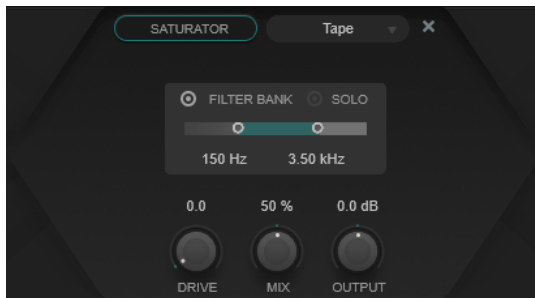 SATURATOR Tape
FILTER BANK SOLO
150 Hz 3.50 kHz
0.0 50 % 0.0 dB
DRIVE MIX OUTPUT